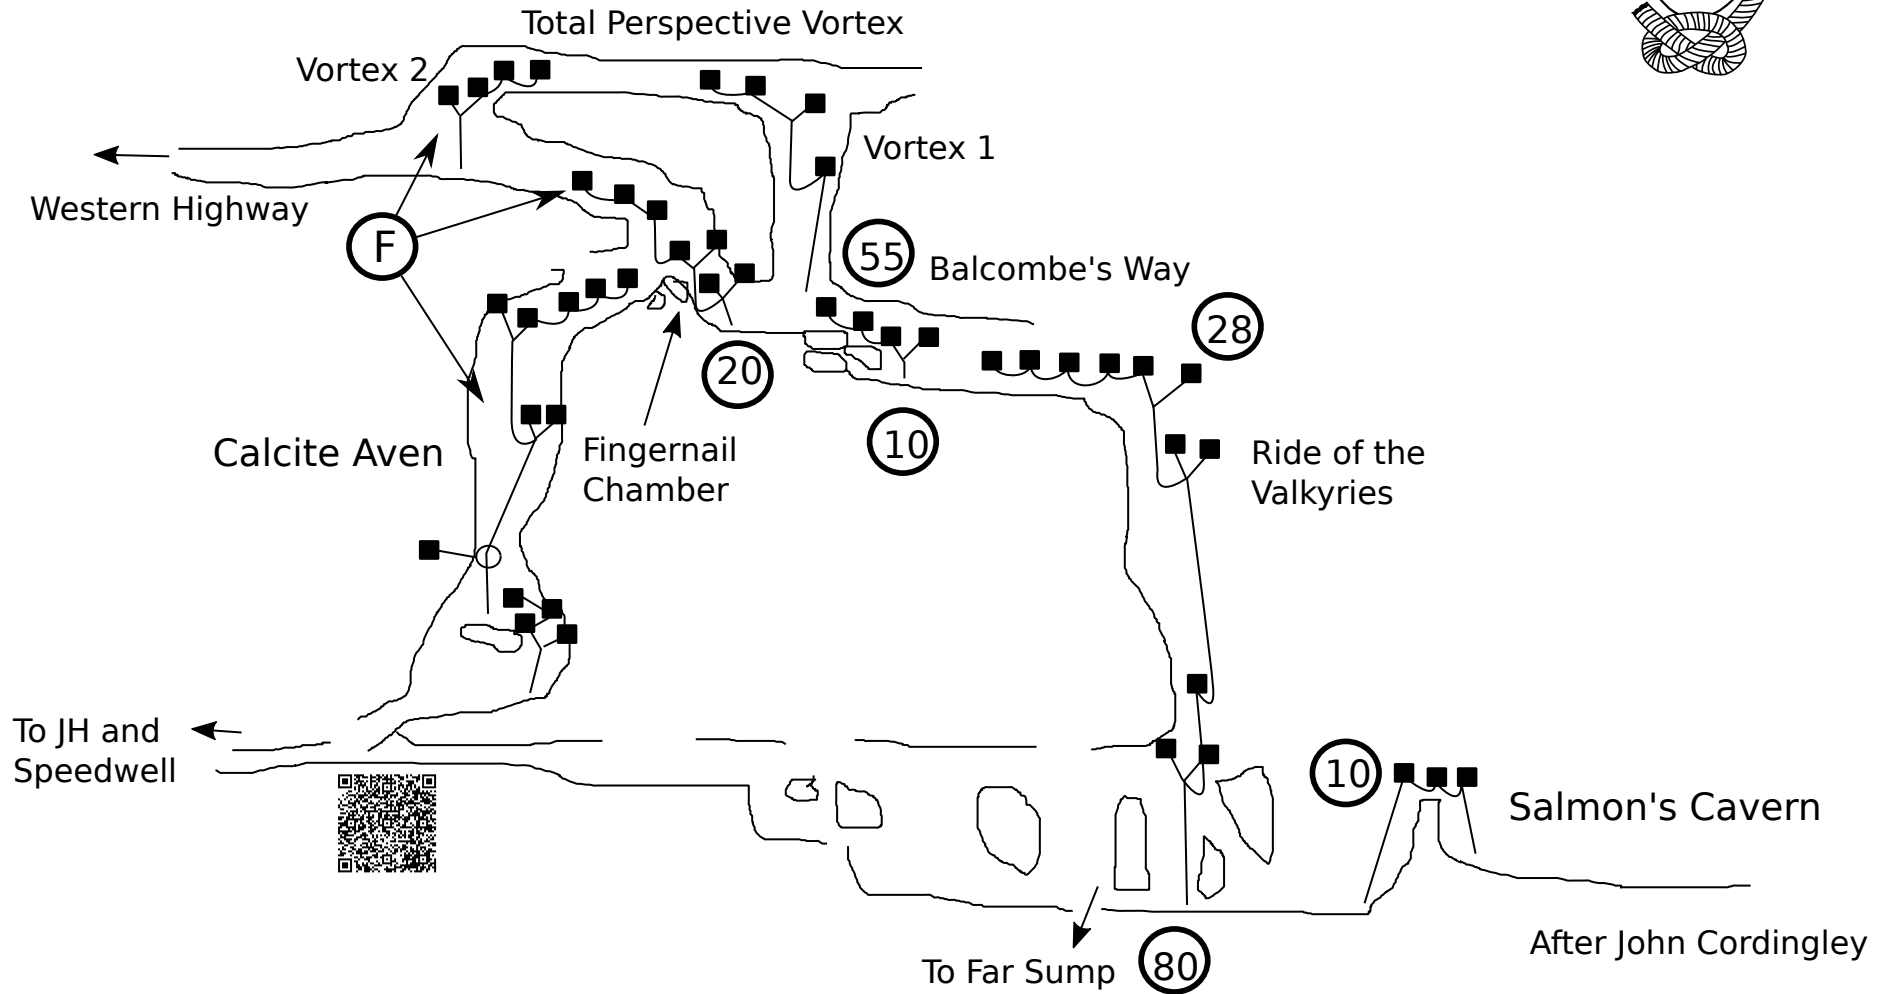 Total Perspective Vortex
Vortex 2
Vortex 1
Western Highway
F
55
Balcombe's Way
28
20
10
Calcite Aven
Fingernail
Chamber
Ride of the
Valkyries
To JH and
Speedwell
10
Salmon's Cavern
After John Cordingley
To Far Sump
80